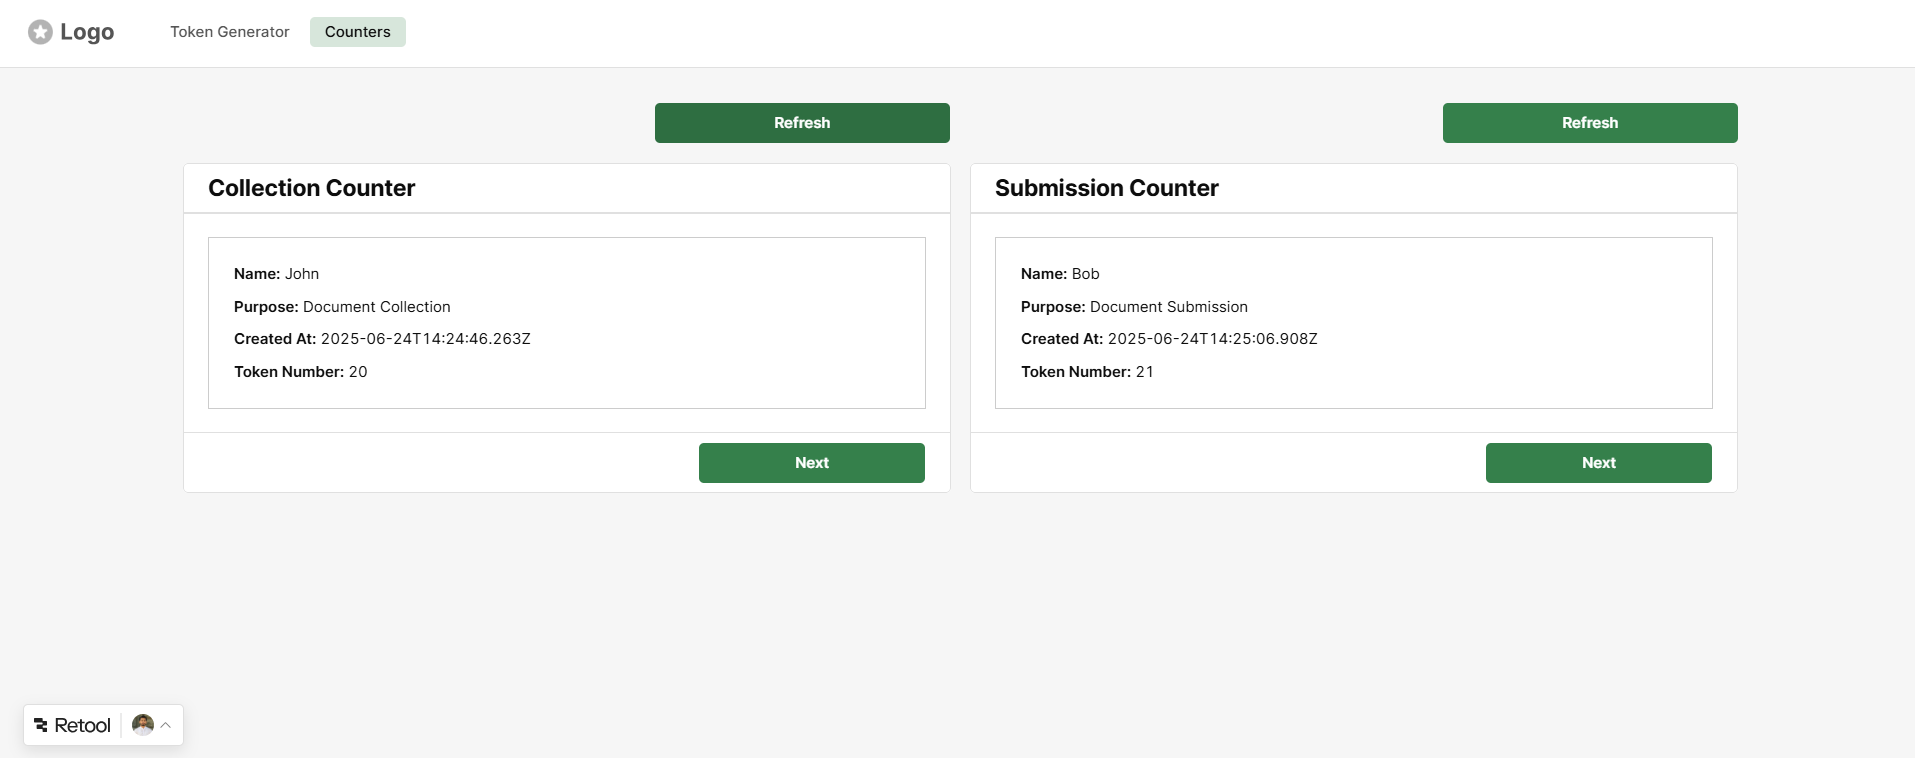 Logo
Token Generator
Counters
Refresh
Refresh
Collection Counter
Name: John
Purpose: Document Collection
Created At: 2025-06-24T14:24:46.263Z
Token Number: 20
Next
Submission Counter
Name: Bob
Purpose: Document Submission
Created At: 2025-06-24T14:25:06.908Z
Token Number: 21
Next
Retool